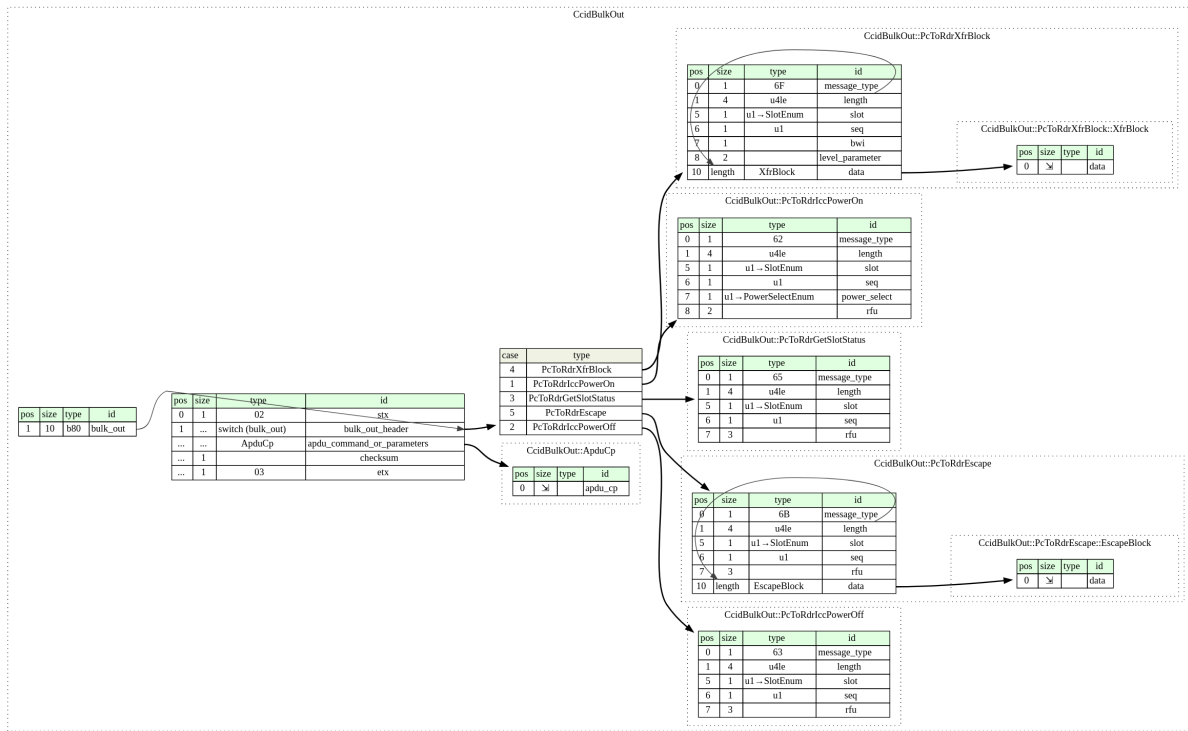 CcidBulkOut
CcidBulkOut::PcToRdrXfrBlock
pos size type id
0 1 6F message_type
1 4 u4le length
5 1 u1→SlotEnum slot
6 1 u1 seq
7 1 bwi
8 2 level_parameter
10 length XfrBlock data
CcidBulkOut::PcToRdrXfrBlock::XfrBlock
pos size type id
0 ⇲ data
CcidBulkOut::PcToRdrIccPowerOn
pos size type id
0 1 62 message_type
1 4 u4le length
5 1 u1→SlotEnum slot
6 1 u1 seq
7 1 u1→PowerSelectEnum power_select
8 2 rfu
CcidBulkOut::PcToRdrGetSlotStatus
pos size type id
0 1 65 message_type
1 4 u4le length
5 1 u1→SlotEnum slot
6 1 u1 seq
7 3 rfu
case type
4 PcToRdrXfrBlock
1 PcToRdrIccPowerOn
3 PcToRdrGetSlotStatus
5 PcToRdrEscape
2 PcToRdrIccPowerOff
pos size type id
1 10 b80 bulk_out
pos size type id
0 1 02 stx
1 ... switch (bulk_out) bulk_out_header
... ... ApduCp apdu_command_or_parameters
... 1 checksum
... 1 03 etx
CcidBulkOut::ApduCp
pos size type id
0 ⇲ apdu_cp
CcidBulkOut::PcToRdrEscape
pos size type id
0 1 6B message_type
1 4 u4le length
5 1 u1→SlotEnum slot
6 1 u1 seq
7 3 rfu
10 length EscapeBlock data
CcidBulkOut::PcToRdrEscape::EscapeBlock
pos size type id
0 ⇲ data
CcidBulkOut::PcToRdrIccPowerOff
pos size type id
0 1 63 message_type
1 4 u4le length
5 1 u1→SlotEnum slot
6 1 u1 seq
7 3 rfu